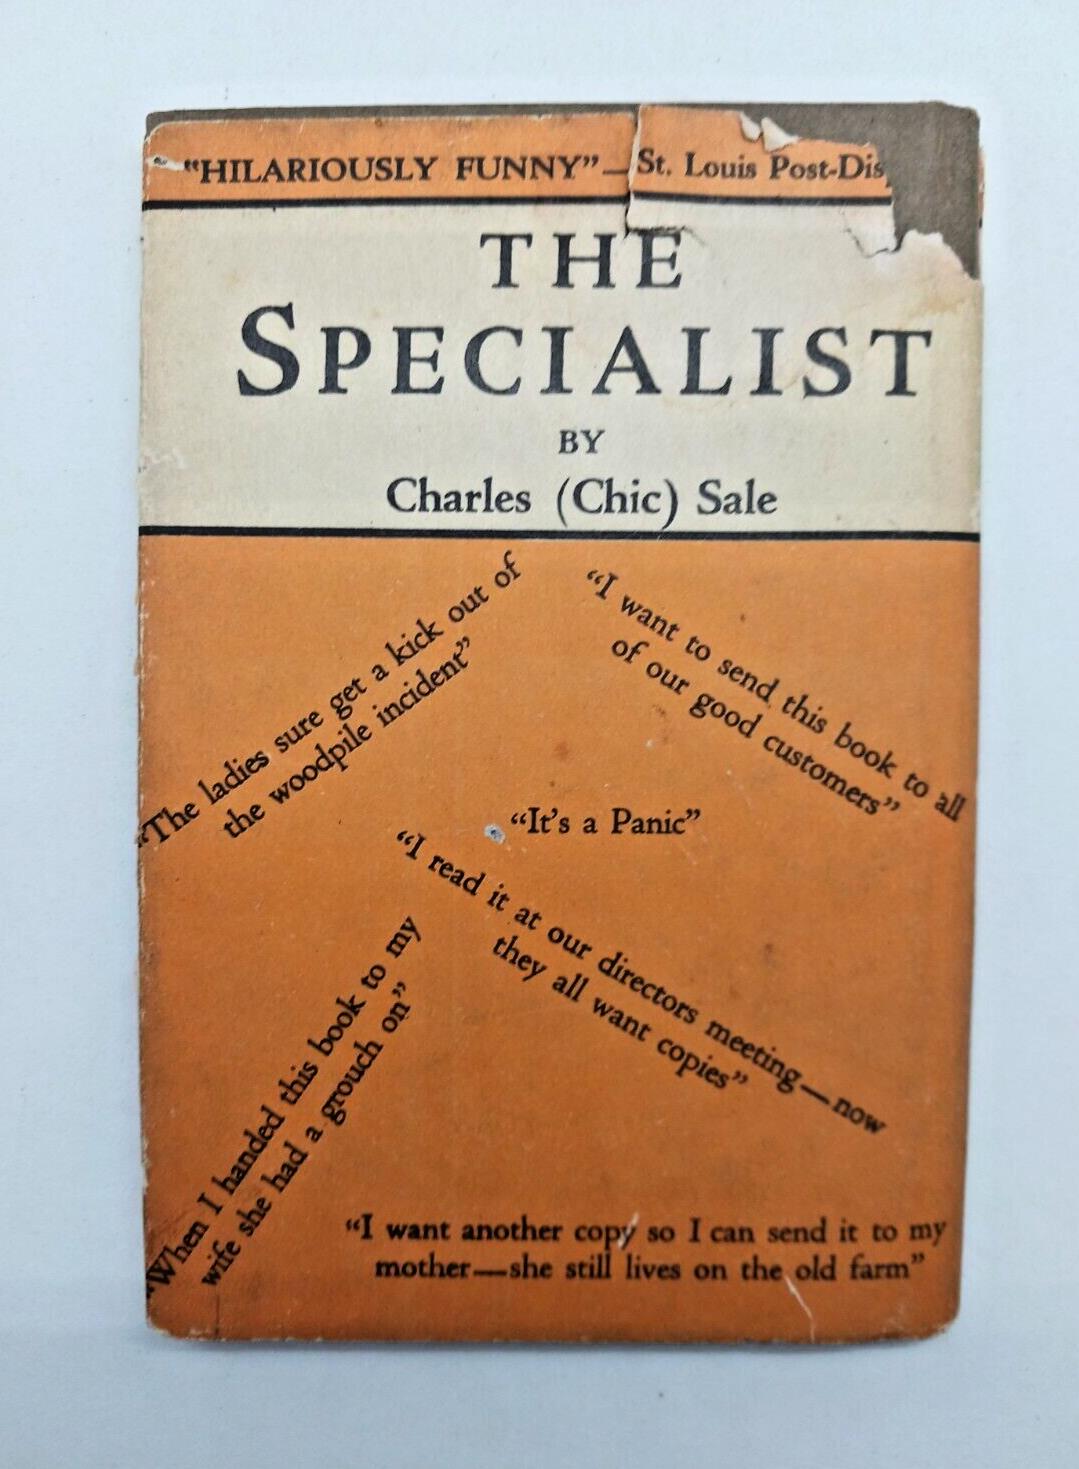 "HILARIOUSLY FUNNY"—St. Louis Post-Dis
THE
SPECIALIST
BY
Charles (Chic) Sale
"The ladies sure get a kick out of
the woodpile incident"
"I want to send this book to all
of our good customers"
"It's a Panic"
"I read it at our directors meeting—now
they all want copies"
"When I handed this book to my
wife she had a grouch on"
"I want another copy so I can send it to my
mother—she still lives on the old farm"